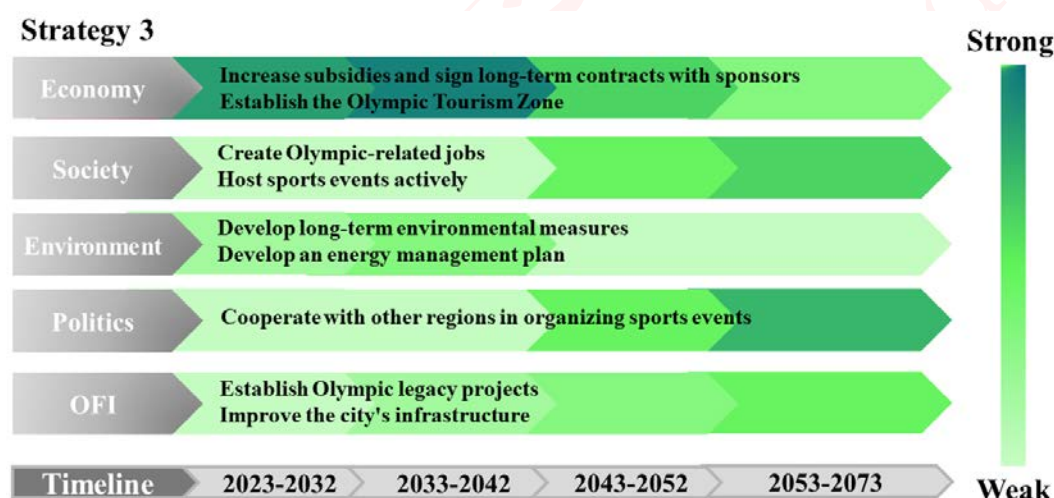 Strategy 3
Strong
Economy
Increase subsidies and sign long-term contracts with sponsors
Establish the Olympic Tourism Zone
Society
Create Olympic-related jobs
Host sports events actively
Environment
Develop long-term environmental measures
Develop an energy management plan
Politics
Cooperate with other regions in organizing sports events
OFI
Establish Olympic legacy projects
Improve the city's infrastructure
Timeline 2023-2032 2033-2042 2043-2052 2053-2073
Weak